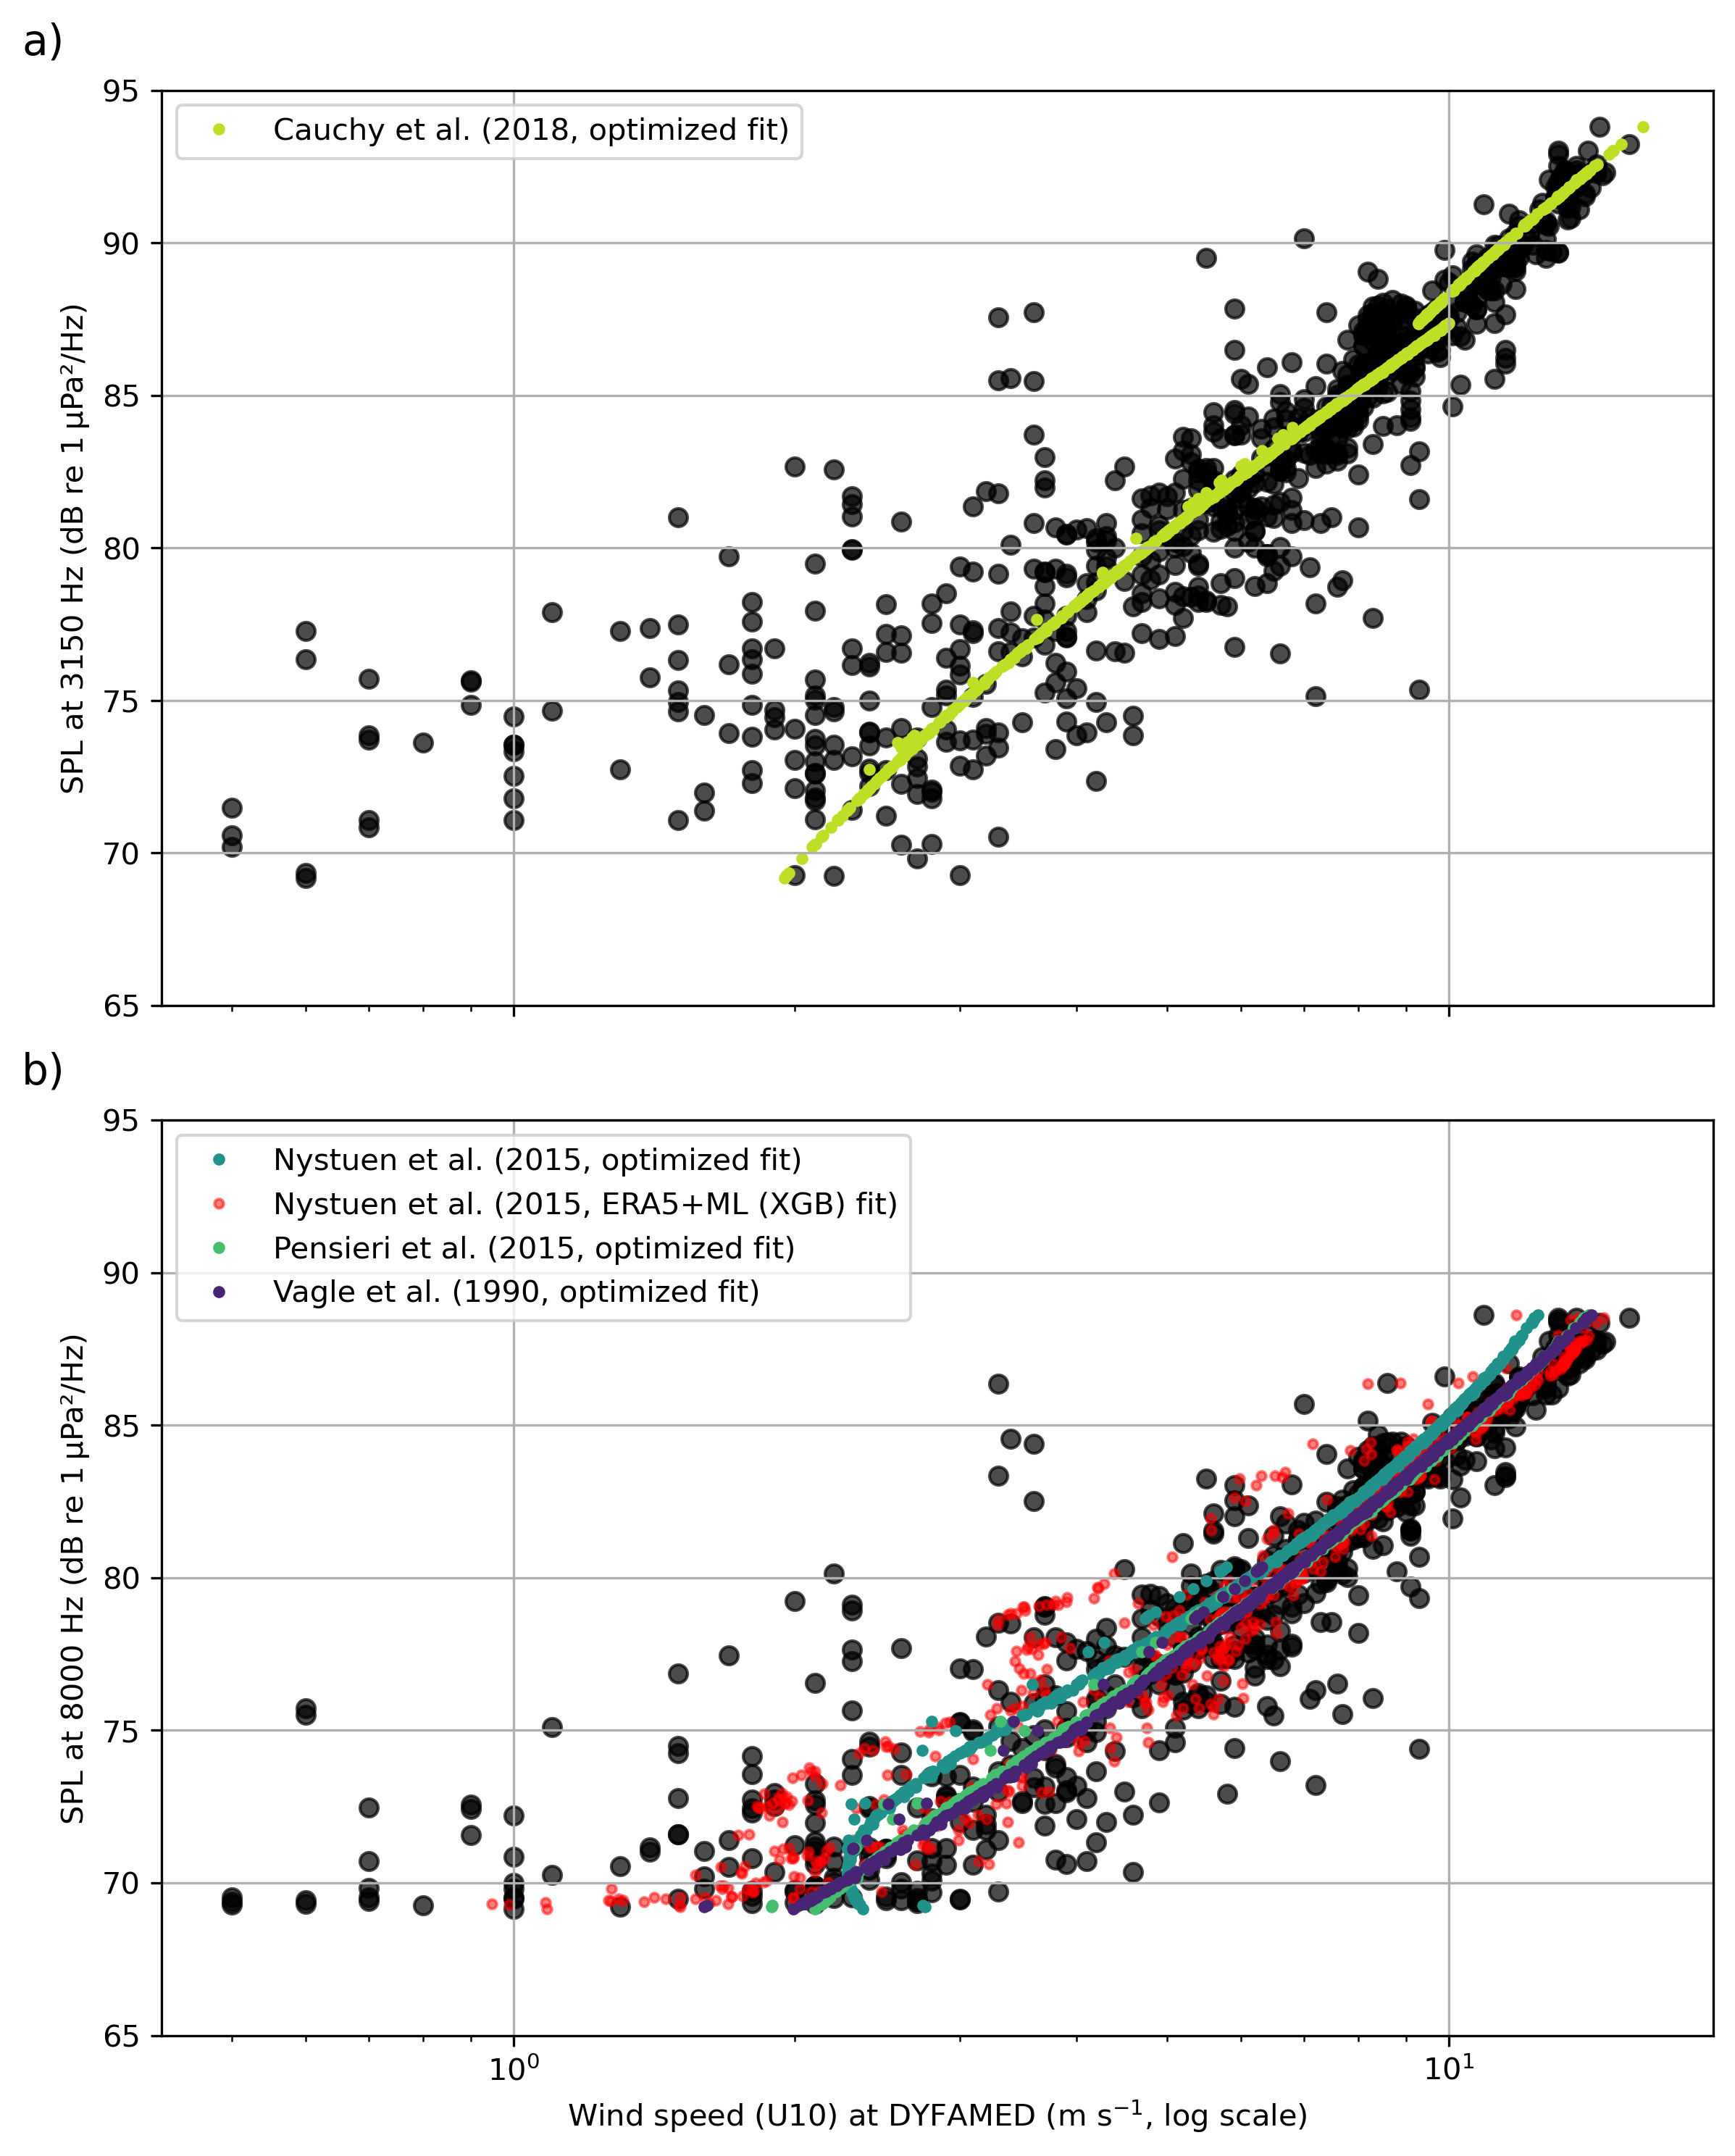 a)
95
90
85
80
75
70
65
SPL at 3150 Hz (dB re 1 µPa²/Hz)
Cauchy et al. (2018, optimized fit)
b)
95
90
85
80
75
70
65
SPL at 8000 Hz (dB re 1 µPa²/Hz)
Nystuen et al. (2015, optimized fit)
Nystuen et al. (2015, ERA5+ML (XGB) fit)
Pensieri et al. (2015, optimized fit)
Vagle et al. (1990, optimized fit)
10⁰ 10¹
Wind speed (U10) at DYFAMED (m s⁻¹, log scale)